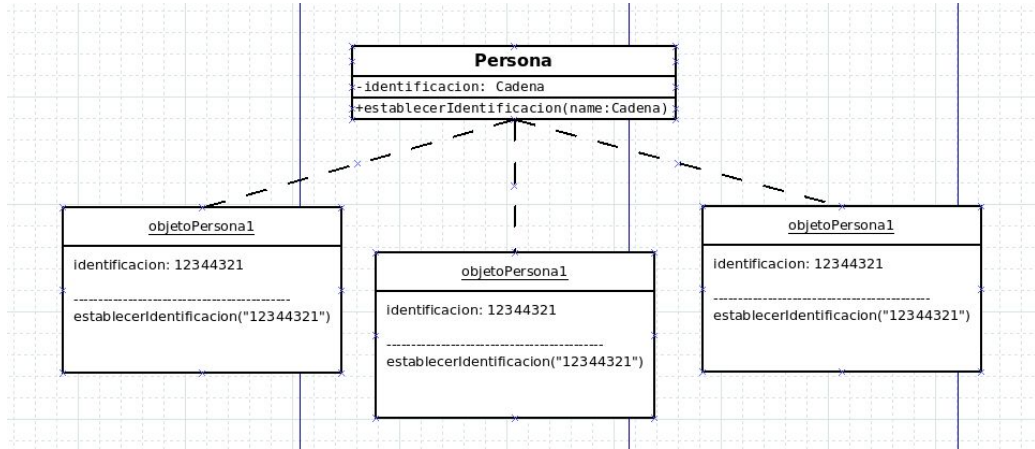 Persona
-identificacion: Cadena
+establecerIdentificacion(name:Cadena)
objetoPersona1
identificacion: 12344321
--------------------------------------------
establecerIdentificacion("12344321")
objetoPersona1
identificacion: 12344321
--------------------------------------------
establecerIdentificacion("12344321")
objetoPersona1
identificacion: 12344321
--------------------------------------------
establecerIdentificacion("12344321")